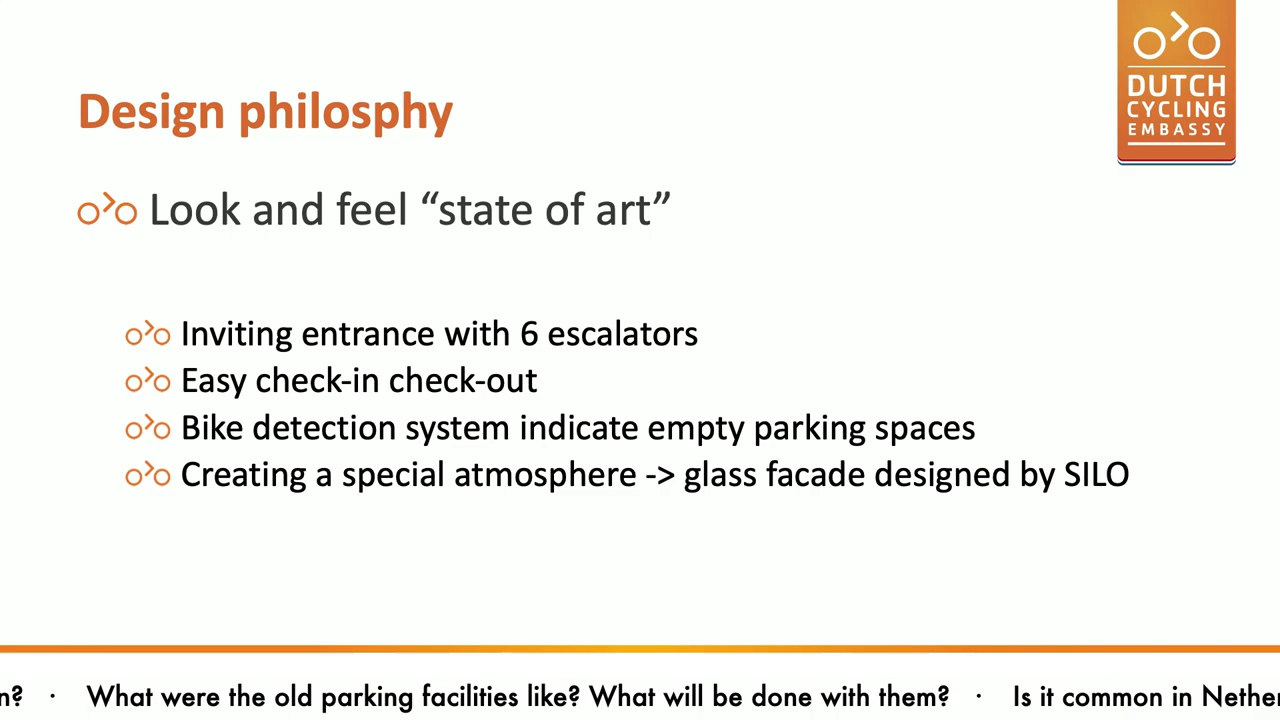 DUTCH
CYCLING
EMBASSY
Design philosphy
Look and feel “state of art”
Inviting entrance with 6 escalators
Easy check-in check-out
Bike detection system indicate empty parking spaces
Creating a special atmosphere -> glass facade designed by SILO
n? · What were the old parking facilities like? What will be done with them? · Is it common in Nether